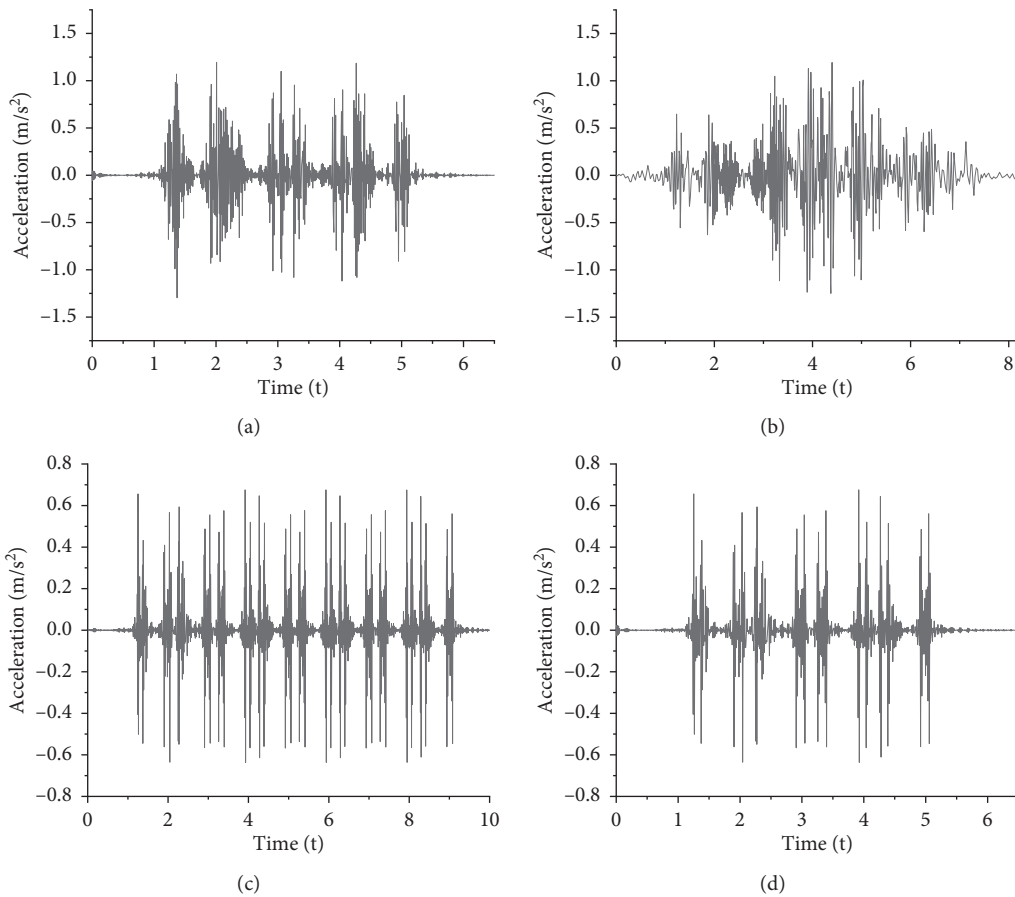 1.5
1.0
0.5
0.0
–0.5
–1.0
–1.5
Acceleration (m/s²)
0 1 2 3 4 5 6
Time (t)
(a)
1.5
1.0
0.5
0.0
–0.5
–1.0
–1.5
Acceleration (m/s²)
0 2 4 6 8
Time (t)
(b)
0.8
0.6
0.4
0.2
0.0
–0.2
–0.4
–0.6
–0.8
Acceleration (m/s²)
0 2 4 6 8 10
Time (t)
(c)
0.8
0.6
0.4
0.2
0.0
–0.2
–0.4
–0.6
–0.8
Acceleration (m/s²)
0 1 2 3 4 5 6
Time (t)
(d)